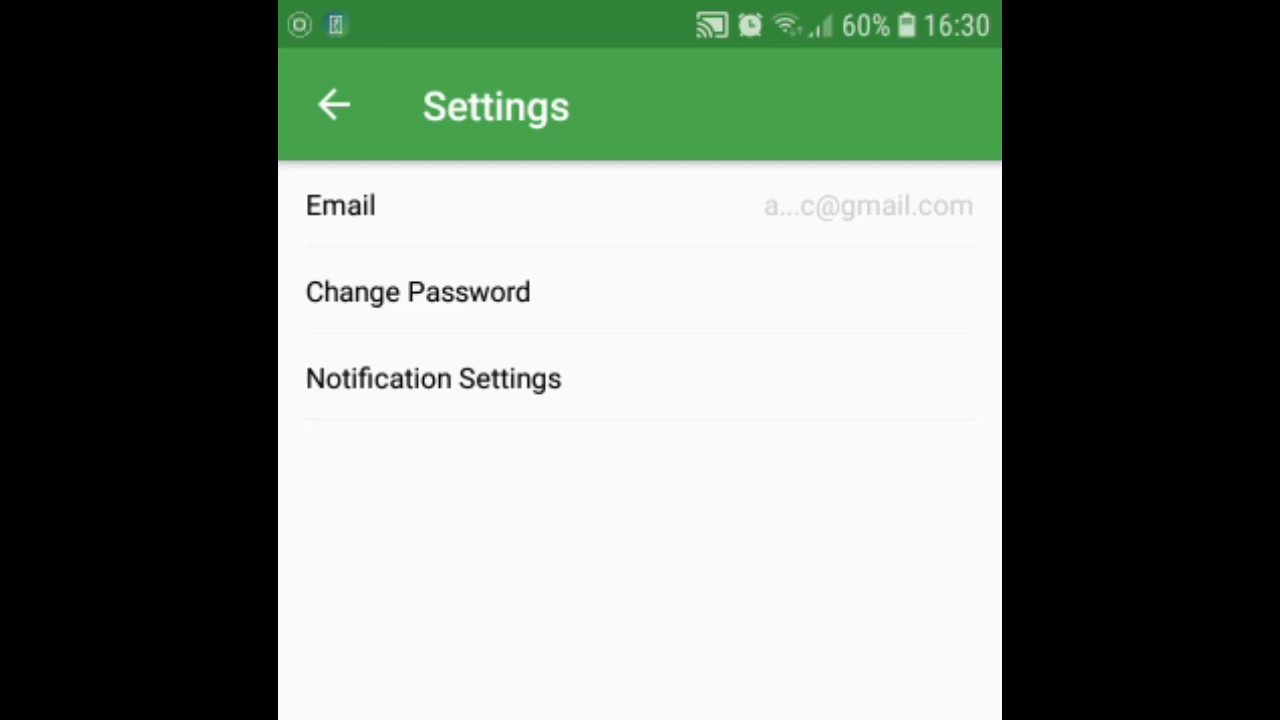 60% 16:30
Settings
Email a...c@gmail.com
Change Password
Notification Settings